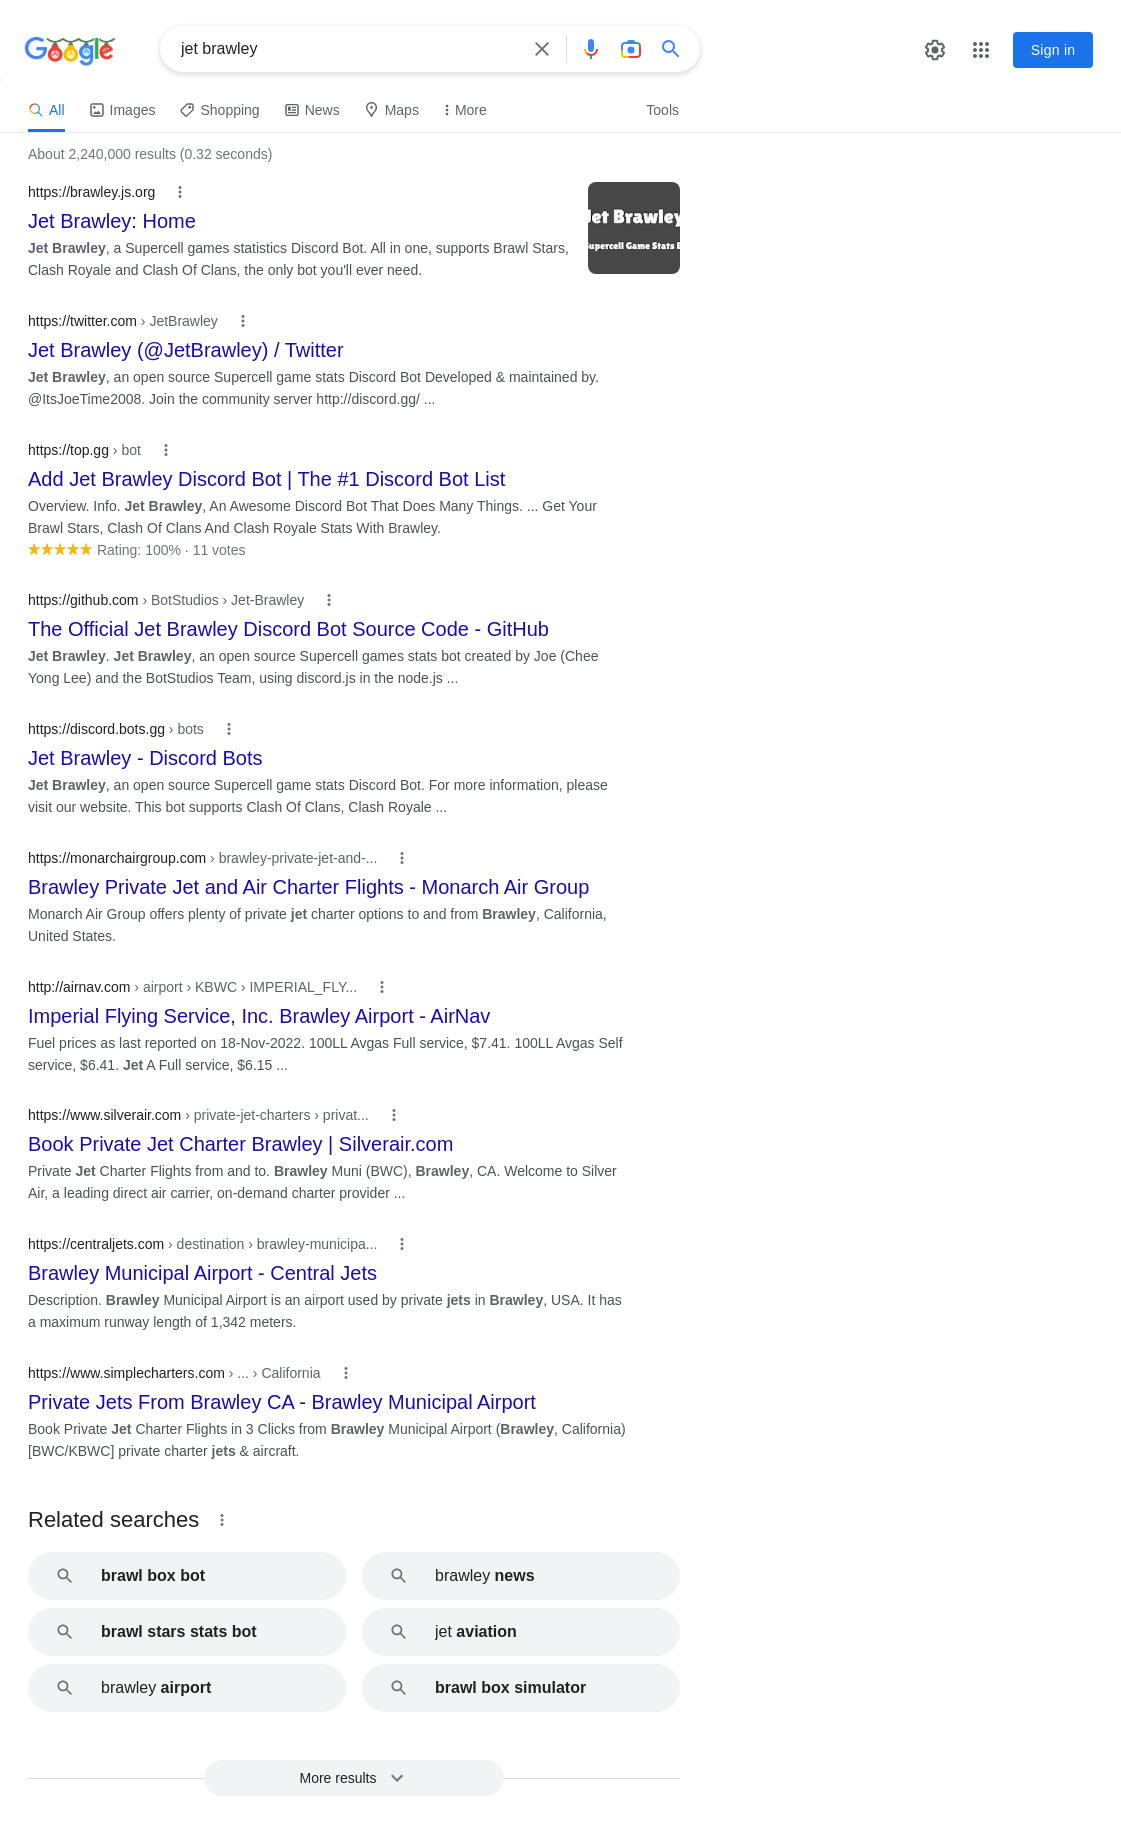 Google
jet brawley
Sign in
All Images Shopping News Maps More Tools
About 2,240,000 results (0.32 seconds)
https://brawley.js.org
Jet Brawley: Home
Jet Brawley, a Supercell games statistics Discord Bot. All in one, supports Brawl Stars,
Clash Royale and Clash Of Clans, the only bot you'll ever need.
Jet Brawley
Supercell Game Stats B
https://twitter.com › JetBrawley
Jet Brawley (@JetBrawley) / Twitter
Jet Brawley, an open source Supercell game stats Discord Bot Developed & maintained by.
@ItsJoeTime2008. Join the community server http://discord.gg/ ...
https://top.gg › bot
Add Jet Brawley Discord Bot | The #1 Discord Bot List
Overview. Info. Jet Brawley, An Awesome Discord Bot That Does Many Things. ... Get Your
Brawl Stars, Clash Of Clans And Clash Royale Stats With Brawley.
Rating: 100% · 11 votes
https://github.com › BotStudios › Jet-Brawley
The Official Jet Brawley Discord Bot Source Code - GitHub
Jet Brawley. Jet Brawley, an open source Supercell games stats bot created by Joe (Chee
Yong Lee) and the BotStudios Team, using discord.js in the node.js ...
https://discord.bots.gg › bots
Jet Brawley - Discord Bots
Jet Brawley, an open source Supercell game stats Discord Bot. For more information, please
visit our website. This bot supports Clash Of Clans, Clash Royale ...
https://monarchairgroup.com › brawley-private-jet-and-...
Brawley Private Jet and Air Charter Flights - Monarch Air Group
Monarch Air Group offers plenty of private jet charter options to and from Brawley, California,
United States.
http://airnav.com › airport › KBWC › IMPERIAL_FLY...
Imperial Flying Service, Inc. Brawley Airport - AirNav
Fuel prices as last reported on 18-Nov-2022. 100LL Avgas Full service, $7.41. 100LL Avgas Self
service, $6.41. Jet A Full service, $6.15 ...
https://www.silverair.com › private-jet-charters › privat...
Book Private Jet Charter Brawley | Silverair.com
Private Jet Charter Flights from and to. Brawley Muni (BWC), Brawley, CA. Welcome to Silver
Air, a leading direct air carrier, on-demand charter provider ...
https://centraljets.com › destination › brawley-municipa...
Brawley Municipal Airport - Central Jets
Description. Brawley Municipal Airport is an airport used by private jets in Brawley, USA. It has
a maximum runway length of 1,342 meters.
https://www.simplecharters.com › ... › California
Private Jets From Brawley CA - Brawley Municipal Airport
Book Private Jet Charter Flights in 3 Clicks from Brawley Municipal Airport (Brawley, California)
[BWC/KBWC] private charter jets & aircraft.
Related searches
brawl box bot
brawley news
brawl stars stats bot
jet aviation
brawley airport
brawl box simulator
More results